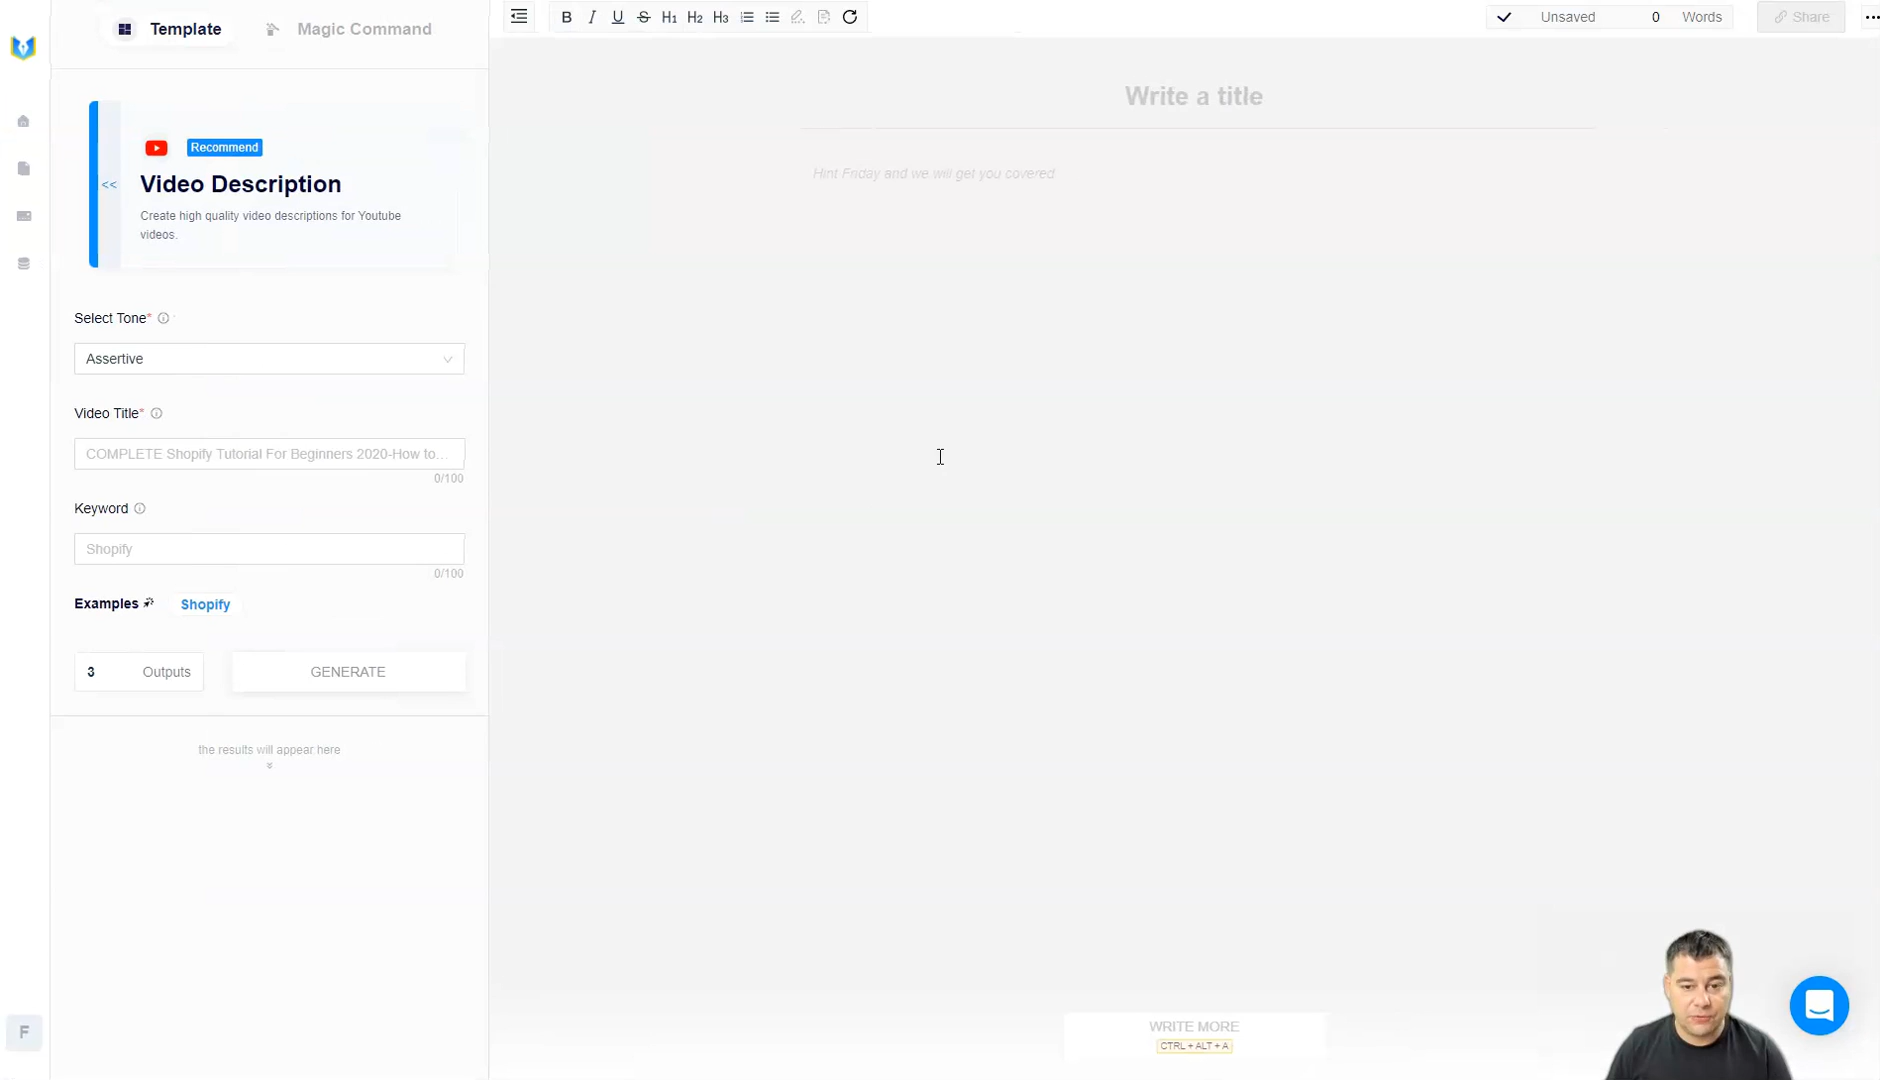 Template
Magic Command
B I U S H1 H2 H3
Unsaved 0 Words
Share
Recommend
<<
Video Description
Create high quality video descriptions for Youtube
videos.
Write a title
Hint Friday and we will get you covered
Select Tone*
Assertive
Video Title*
COMPLETE Shopify Tutorial For Beginners 2020-How to...
0/100
Keyword
Shopify
0/100
Examples
Shopify
3 Outputs
GENERATE
the results will appear here
F
WRITE MORE
CTRL + ALT + A